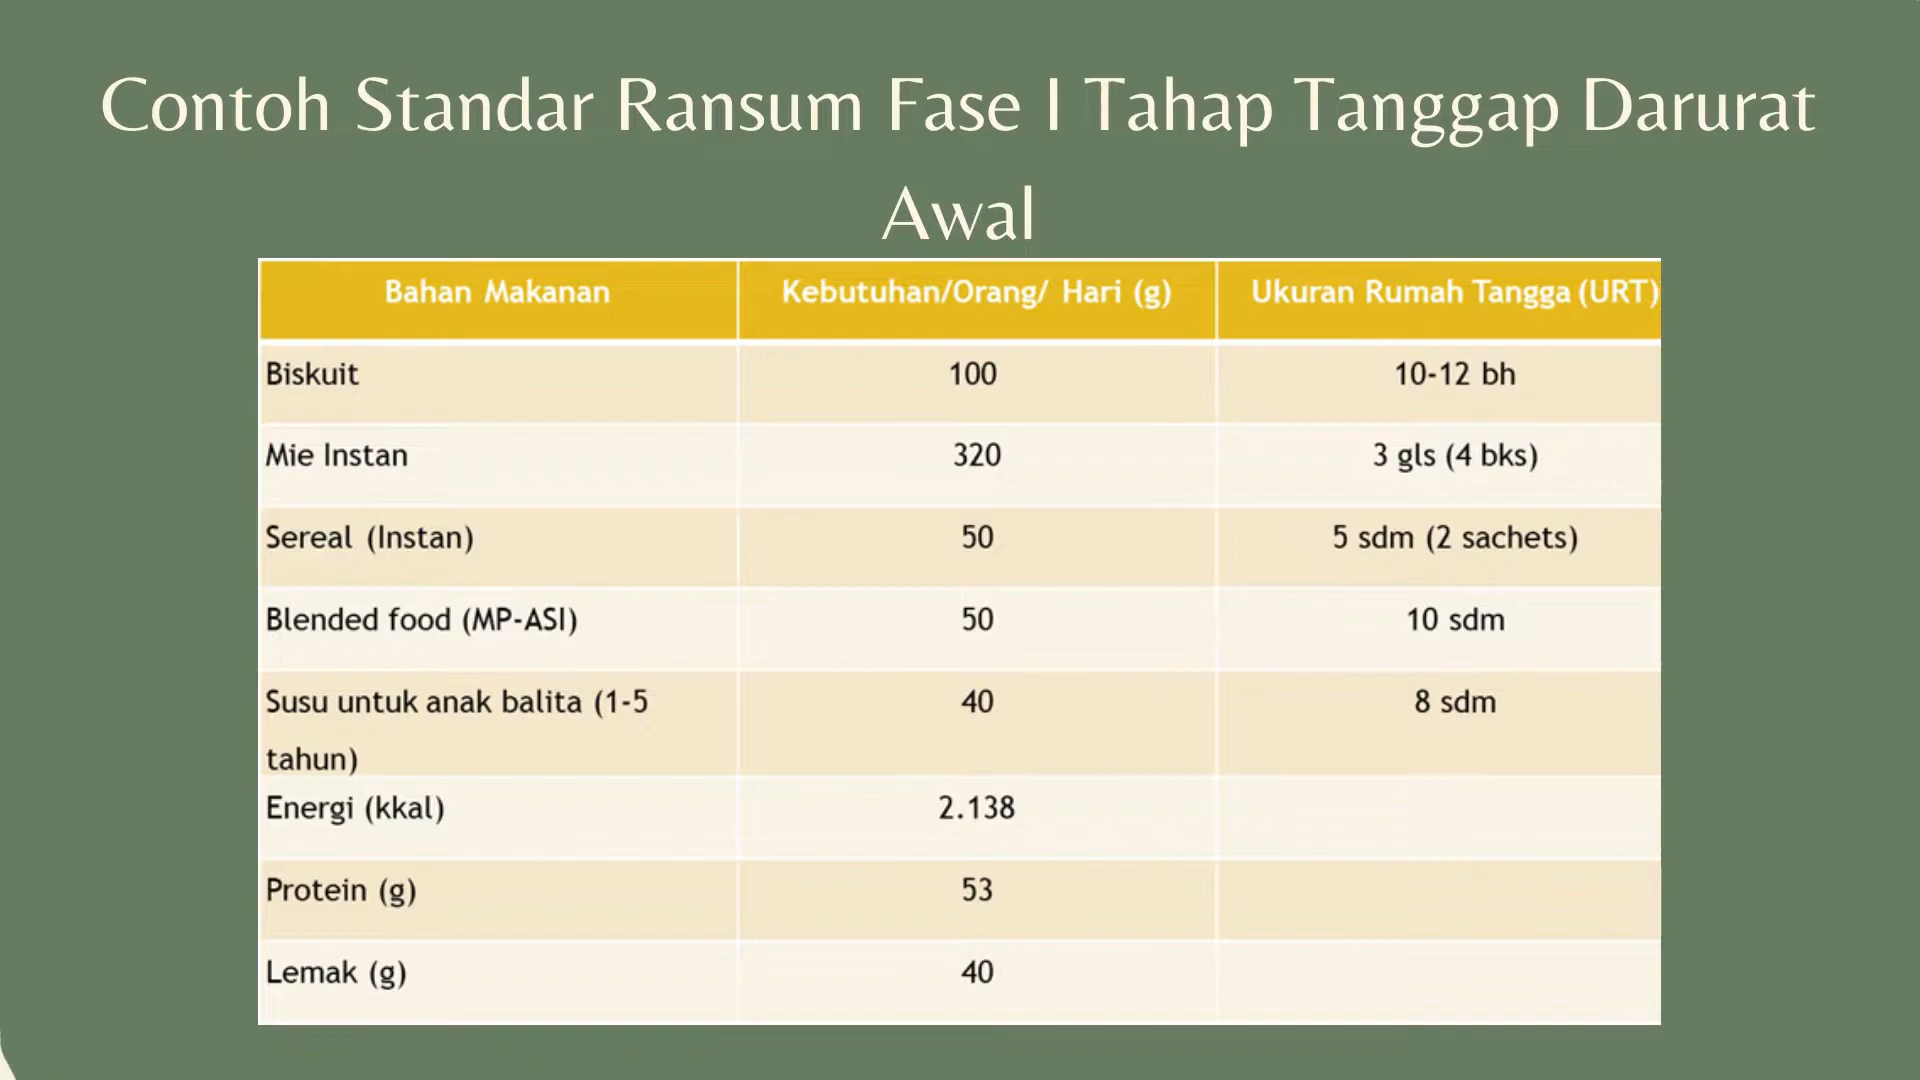 Contoh Standar Ransum Fase I Tahap Tanggap Darurat
Awal
Bahan Makanan Kebutuhan/Orang/ Hari (g) Ukuran Rumah Tangga (URT)
Biskuit 100 10-12 bh
Mie Instan 320 3 gls (4 bks)
Sereal (Instan) 50 5 sdm (2 sachets)
Blended food (MP-ASI) 50 10 sdm
Susu untuk anak balita (1-5 40 8 sdm
tahun)
Energi (kkal) 2.138
Protein (g) 53
Lemak (g) 40